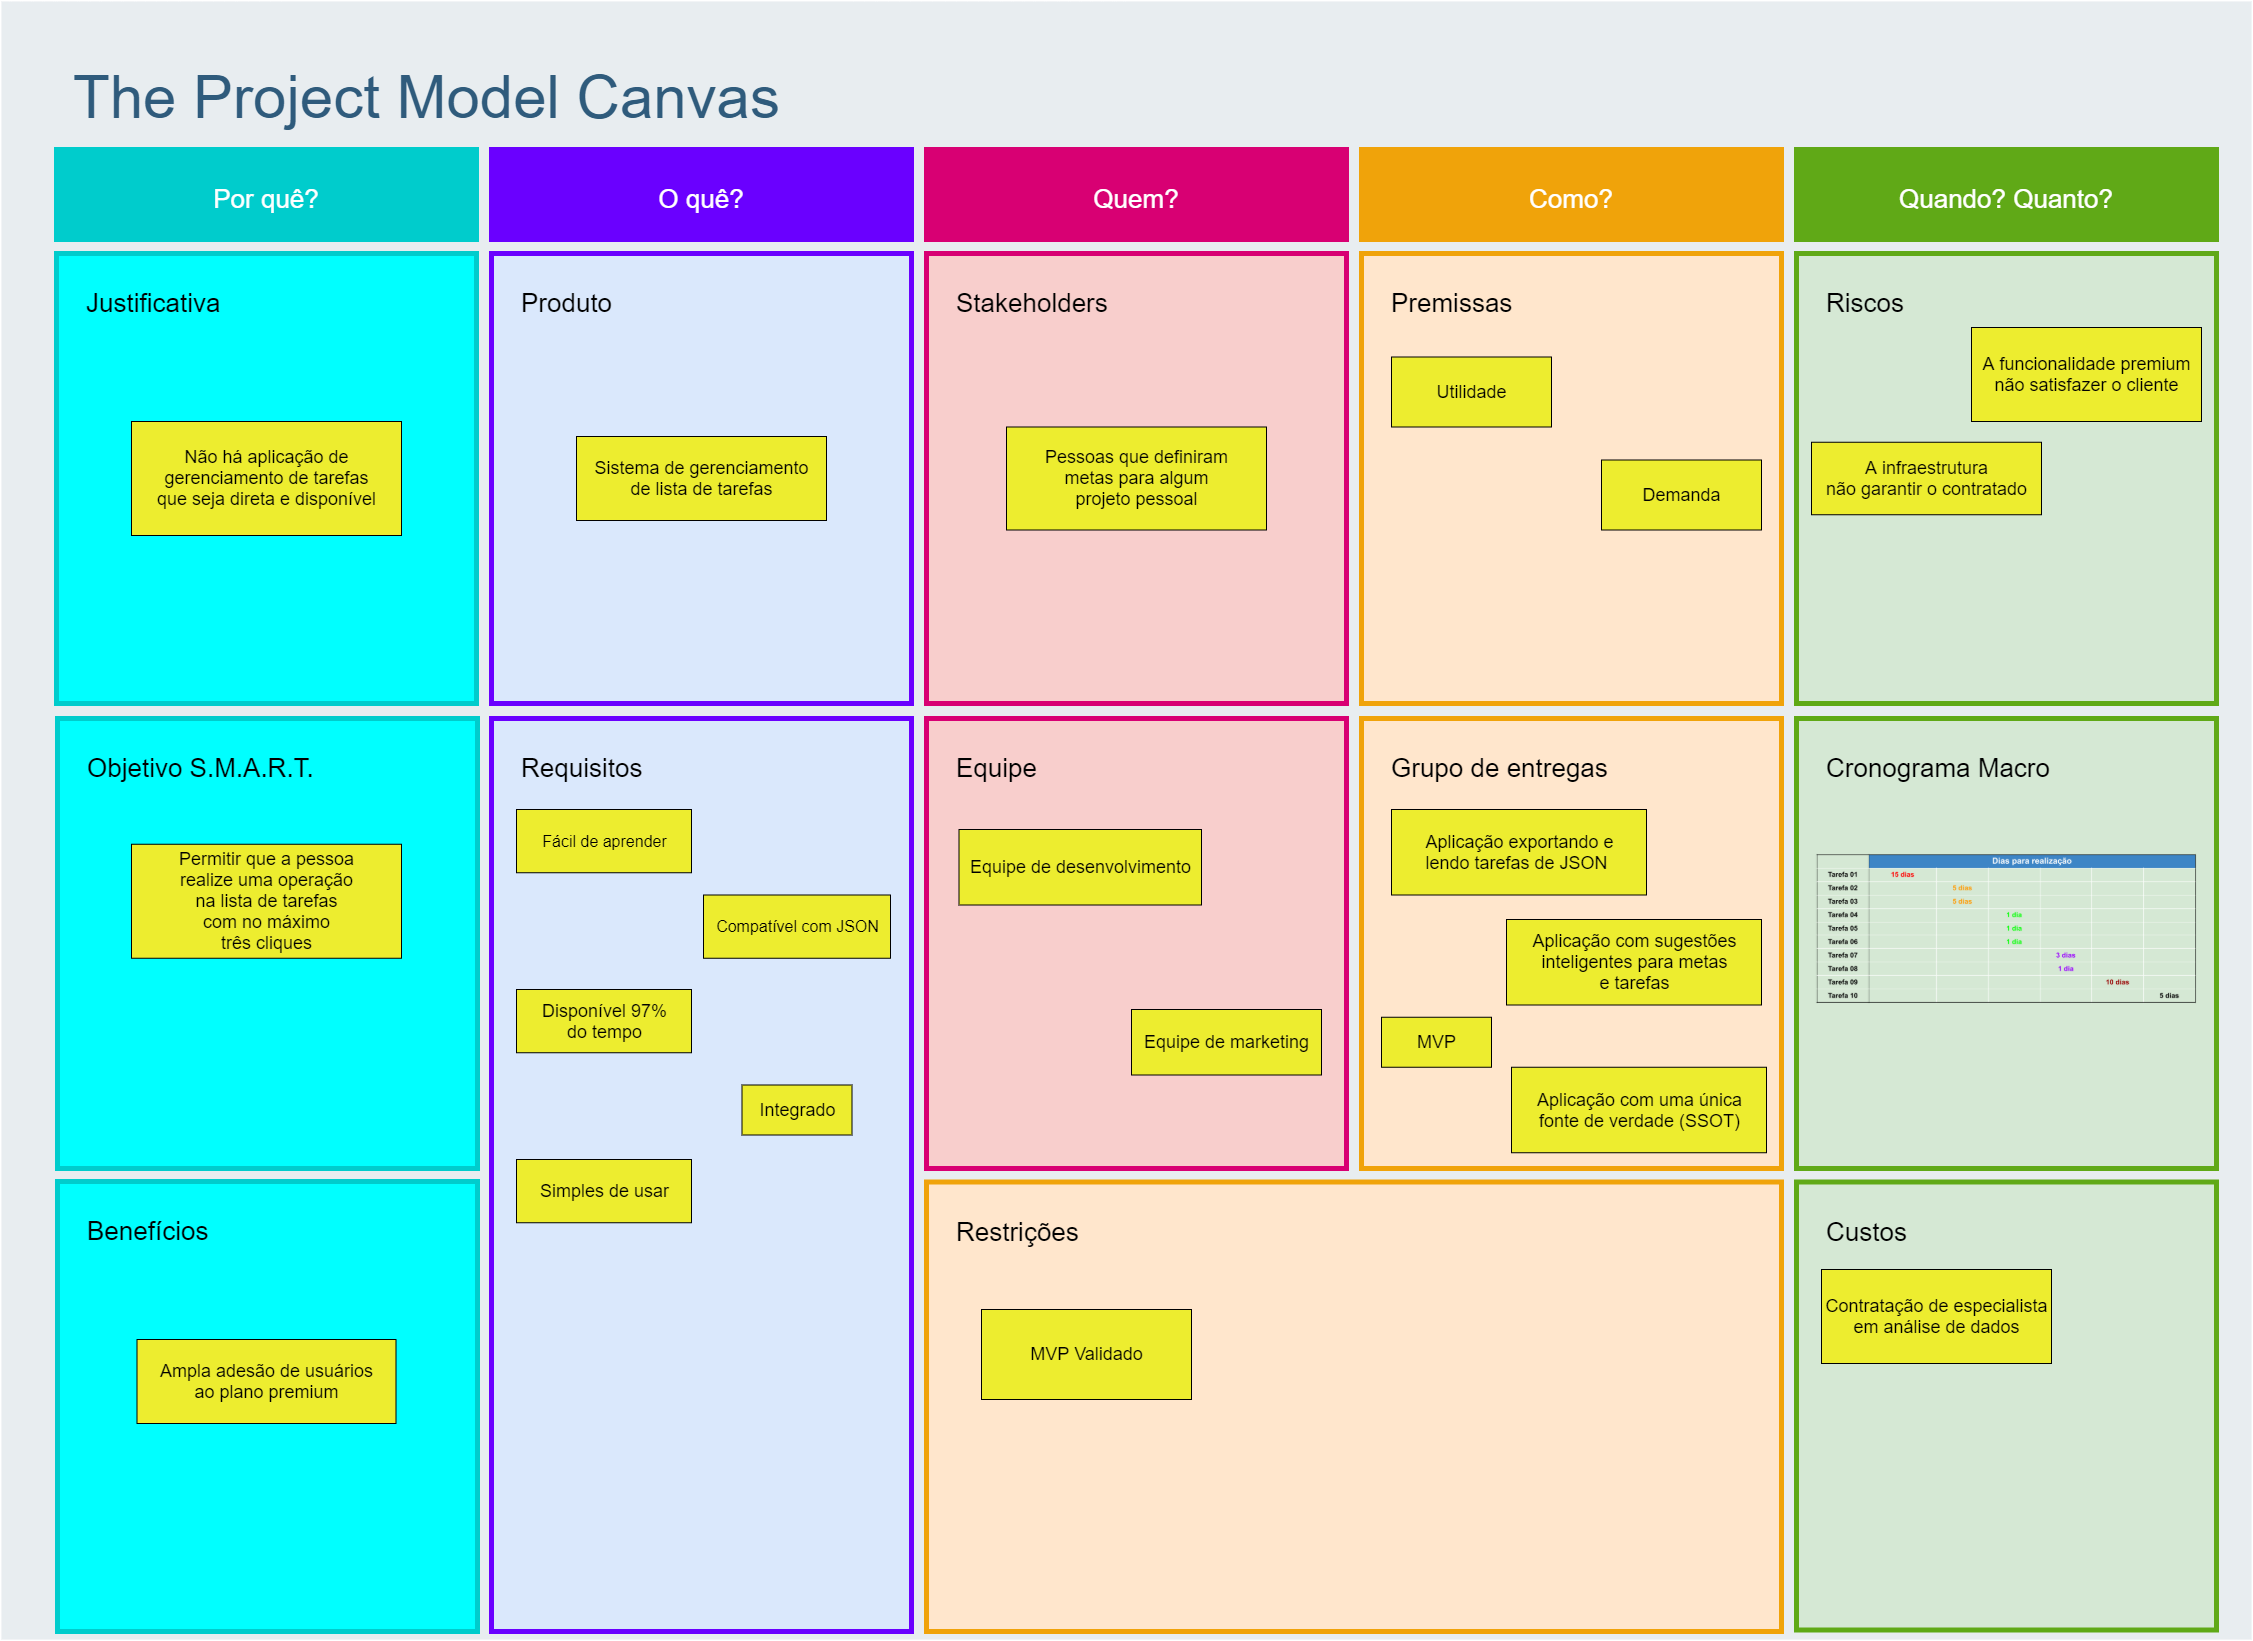 The Project Model Canvas
Por quê?
O quê?
Quem?
Como?
Quando? Quanto?
Justificativa
Não há aplicação de
gerenciamento de tarefas
que seja direta e disponível
Produto
Sistema de gerenciamento
de lista de tarefas
Stakeholders
Pessoas que definiram
metas para algum
projeto pessoal
Premissas
Utilidade
Demanda
Riscos
A funcionalidade premium
não satisfazer o cliente
A infraestrutura
não garantir o contratado
Objetivo S.M.A.R.T.
Permitir que a pessoa
realize uma operação
na lista de tarefas
com no máximo
três cliques
Requisitos
Fácil de aprender
Compatível com JSON
Disponível 97%
do tempo
Integrado
Simples de usar
Equipe
Equipe de desenvolvimento
Equipe de marketing
Grupo de entregas
Aplicação exportando e
lendo tarefas de JSON
Aplicação com sugestões
inteligentes para metas
e tarefas
MVP
Aplicação com uma única
fonte de verdade (SSOT)
Cronograma Macro
Dias para realização
Tarefa 01 15 dias
Tarefa 02 5 dias
Tarefa 03 5 dias
Tarefa 04 1 dia
Tarefa 05 1 dia
Tarefa 06 1 dia
Tarefa 07 3 dias
Tarefa 08 1 dia
Tarefa 09 10 dias
Tarefa 10 5 dias
Benefícios
Ampla adesão de usuários
ao plano premium
Restrições
MVP Validado
Custos
Contratação de especialista
em análise de dados